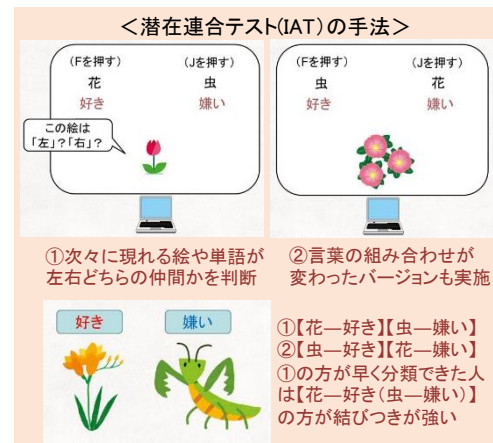 ＜潜在連合テスト(IAT)の手法＞
(Fを押す) (Jを押す)
花 虫
好き 嫌い
この絵は
「左」?「右」?
(Fを押す) (Jを押す)
虫 花
好き 嫌い
①次々に現れる絵や単語が
左右どちらの仲間かを判断
②言葉の組み合わせが
変わったバージョンも実施
好き 嫌い
①【花―好き】【虫―嫌い】
②【虫―好き】【花―嫌い】
①の方が早く分類できた人
は【花―好き(虫―嫌い)】
の方が結びつきが強い